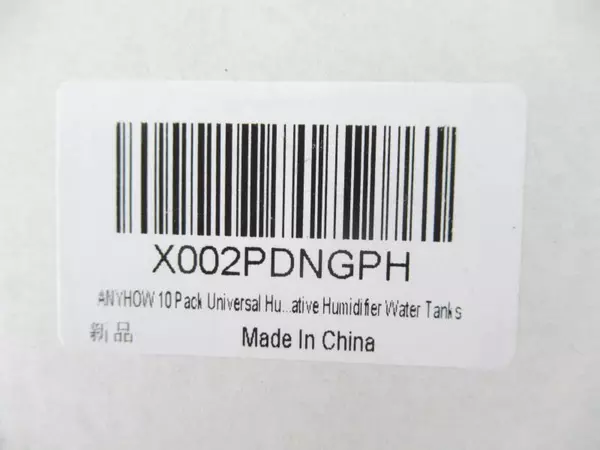 X002PDNGPH
ANYHOW 10 Pack Universal Hu...ative Humidifier Water Tanks
新品
Made In China